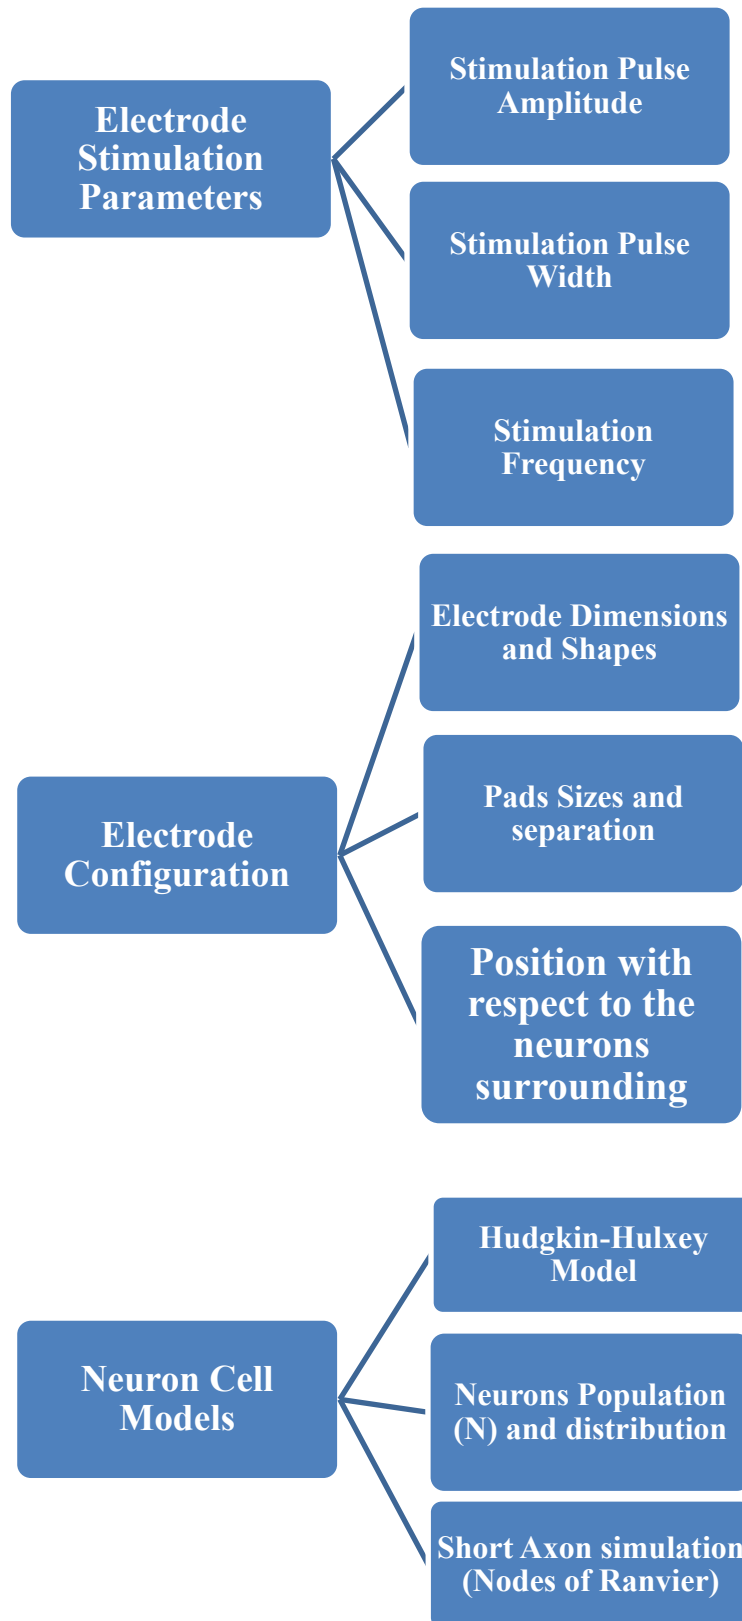 Electrode
Stimulation
Parameters
Stimulation Pulse
Amplitude
Stimulation Pulse
Width
Stimulation
Frequency
Electrode
Configuration
Electrode Dimensions
and Shapes
Pads Sizes and
separation
Position with
respect to the
neurons
surrounding
Neuron Cell
Models
Hudgkin-Hulxey
Model
Neurons Population
(N) and distribution
Short Axon simulation
(Nodes of Ranvier)